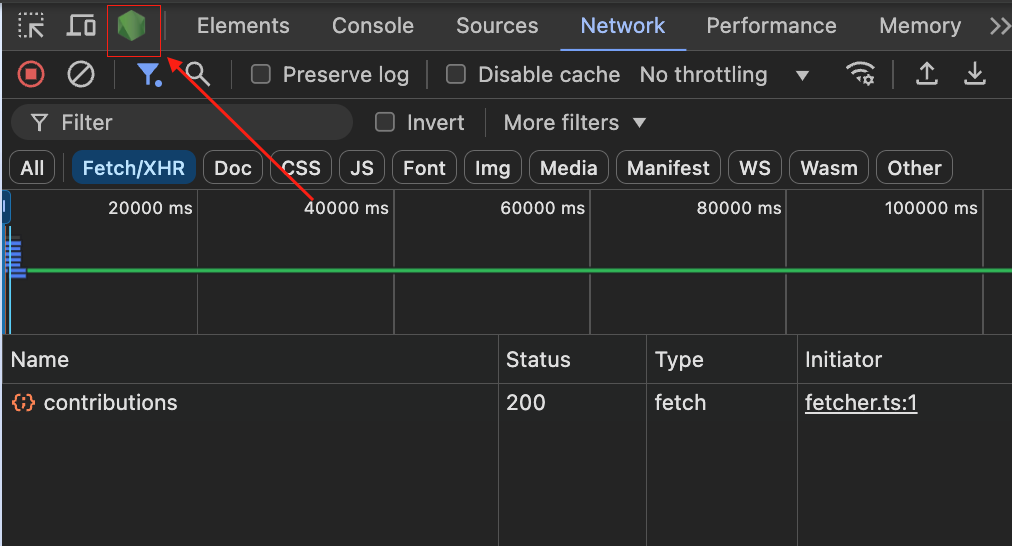 Elements Console Sources Network Performance Memory
Preserve log Disable cache No throttling
Filter Invert More filters
All Fetch/XHR Doc CSS JS Font Img Media Manifest WS Wasm Other
20000 ms 40000 ms 60000 ms 80000 ms 100000 ms
Name Status Type Initiator
contributions 200 fetch fetcher.ts:1